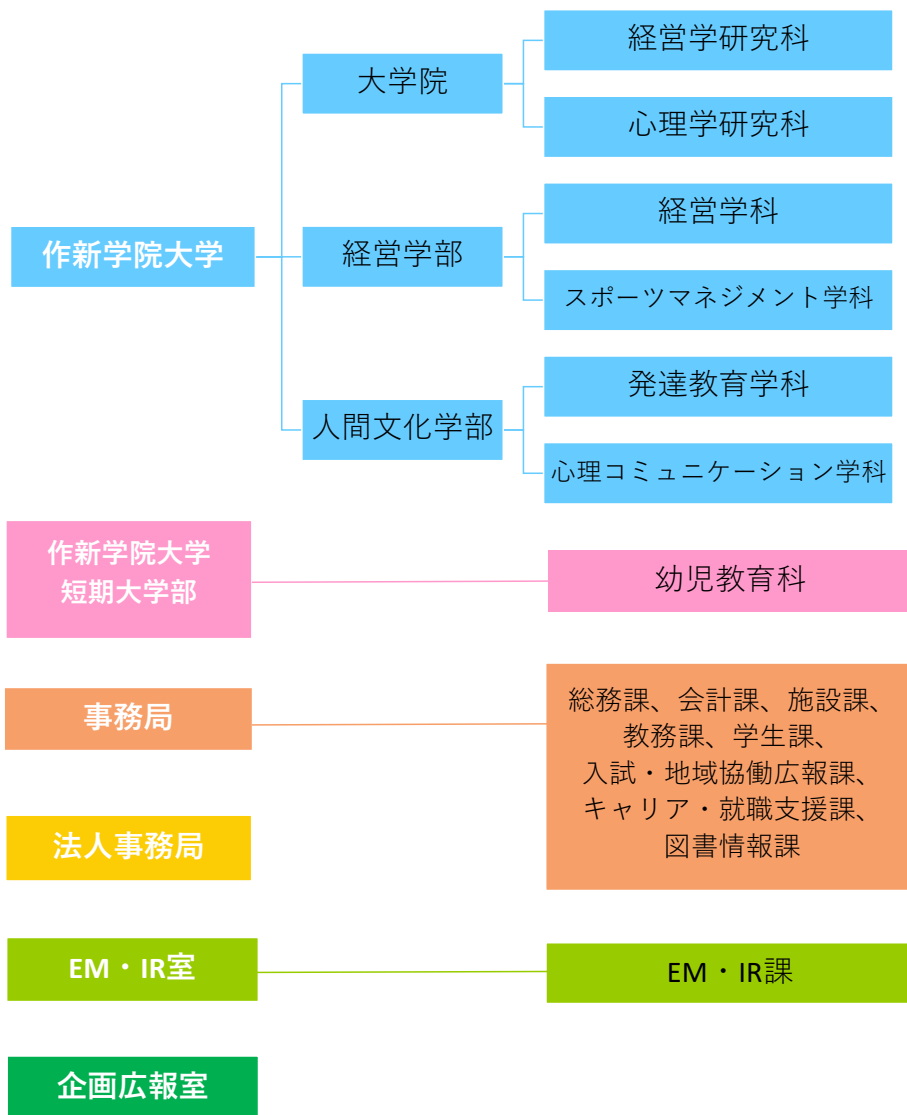 作新学院大学
大学院
経営学研究科
心理学研究科
経営学部
経営学科
スポーツマネジメント学科
人間文化学部
発達教育学科
心理コミュニケーション学科
作新学院大学
短期大学部
幼児教育科
事務局
総務課、会計課、施設課、
教務課、学生課、
入試・地域協働広報課、
キャリア・就職支援課、
図書情報課
法人事務局
EM・IR室
EM・IR課
企画広報室